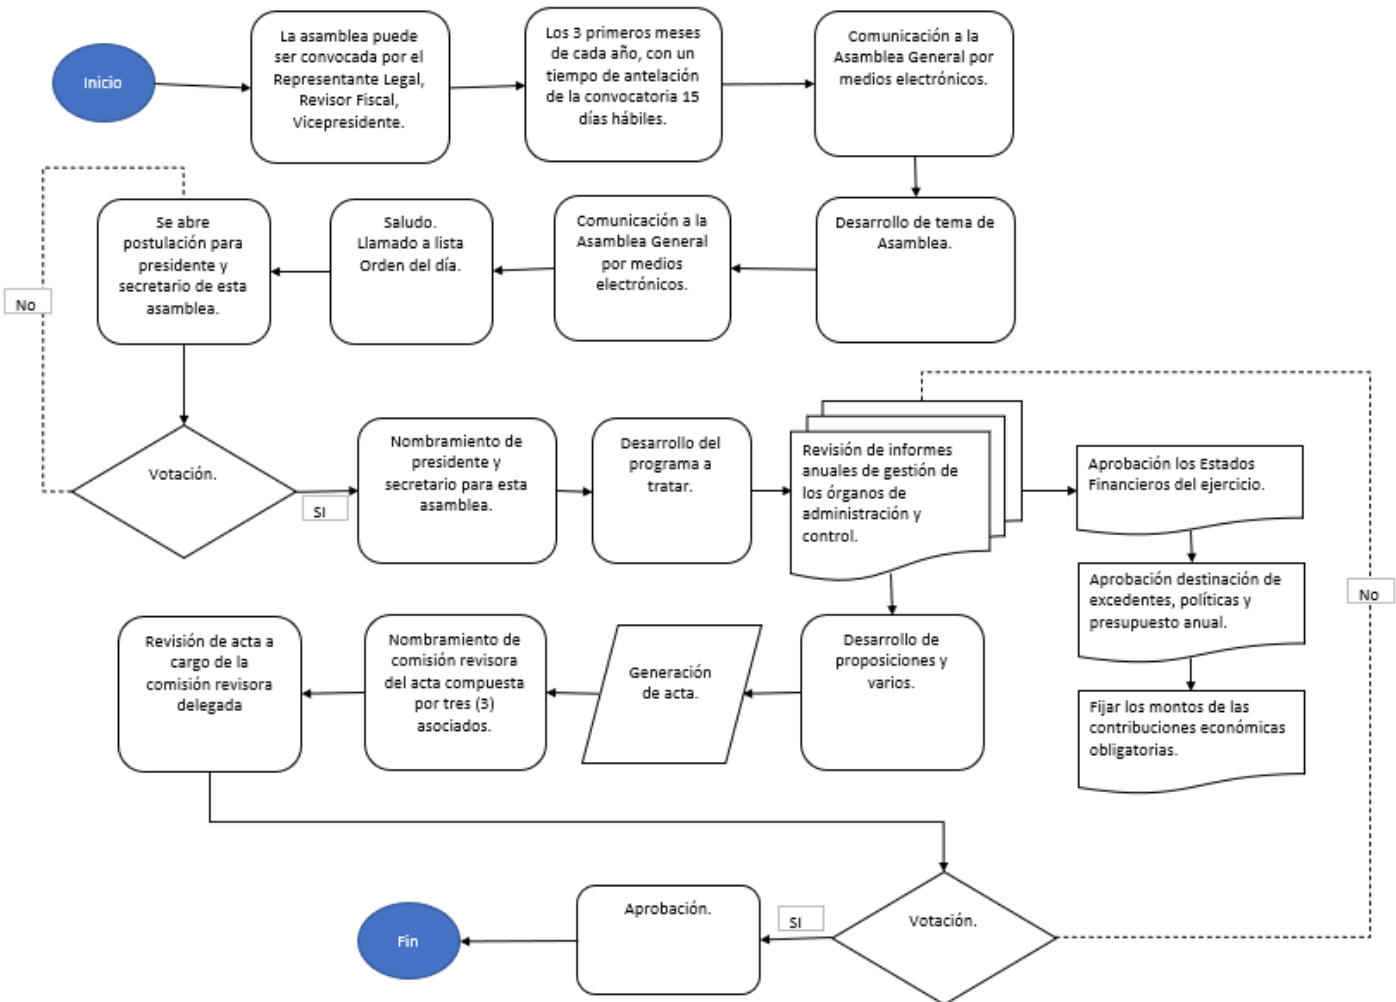 Inicio
La asamblea puede
ser convocada por el
Representante Legal,
Revisor Fiscal,
Vicepresidente.
Los 3 primeros meses
de cada año, con un
tiempo de antelación
de la convocatoria 15
días hábiles.
Comunicación a la
Asamblea General por
medios electrónicos.
Se abre
postulación para
presidente y
secretario de esta
asamblea.
Saludo.
Llamado a lista
Orden del día.
Comunicación a la
Asamblea General
por medios
electrónicos.
Desarrollo de tema de
Asamblea.
No
Votación.
SI
Nombramiento de
presidente y
secretario para esta
asamblea.
Desarrollo del
programa a
tratar.
Revisión de informes
anuales de gestión de
los órganos de
administración y
control.
Aprobación los Estados
Financieros del ejercicio.
Aprobación destinación de
excedentes, políticas y
presupuesto anual.
Fijar los montos de las
contribuciones económicas
obligatorias.
No
Revisión de acta a
cargo de la
comisión revisora
delegada
Nombramiento de
comisión revisora
del acta compuesta
por tres (3)
asociados.
Generación
de acta.
Desarrollo de
proposiciones y
varios.
Fin
Aprobación.
SI
Votación.